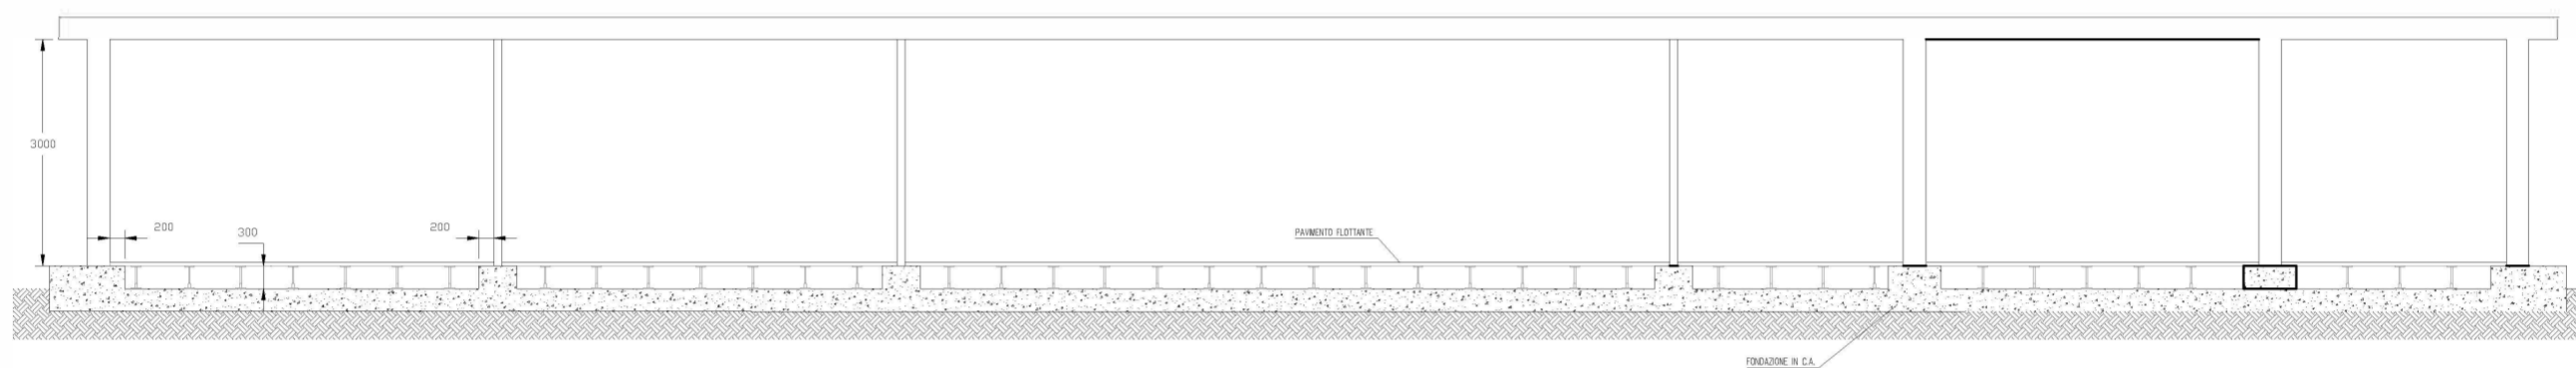 3000
200
300
200
PAVIMENTO FLOTTANTE
FONDAZIONE IN C.A.